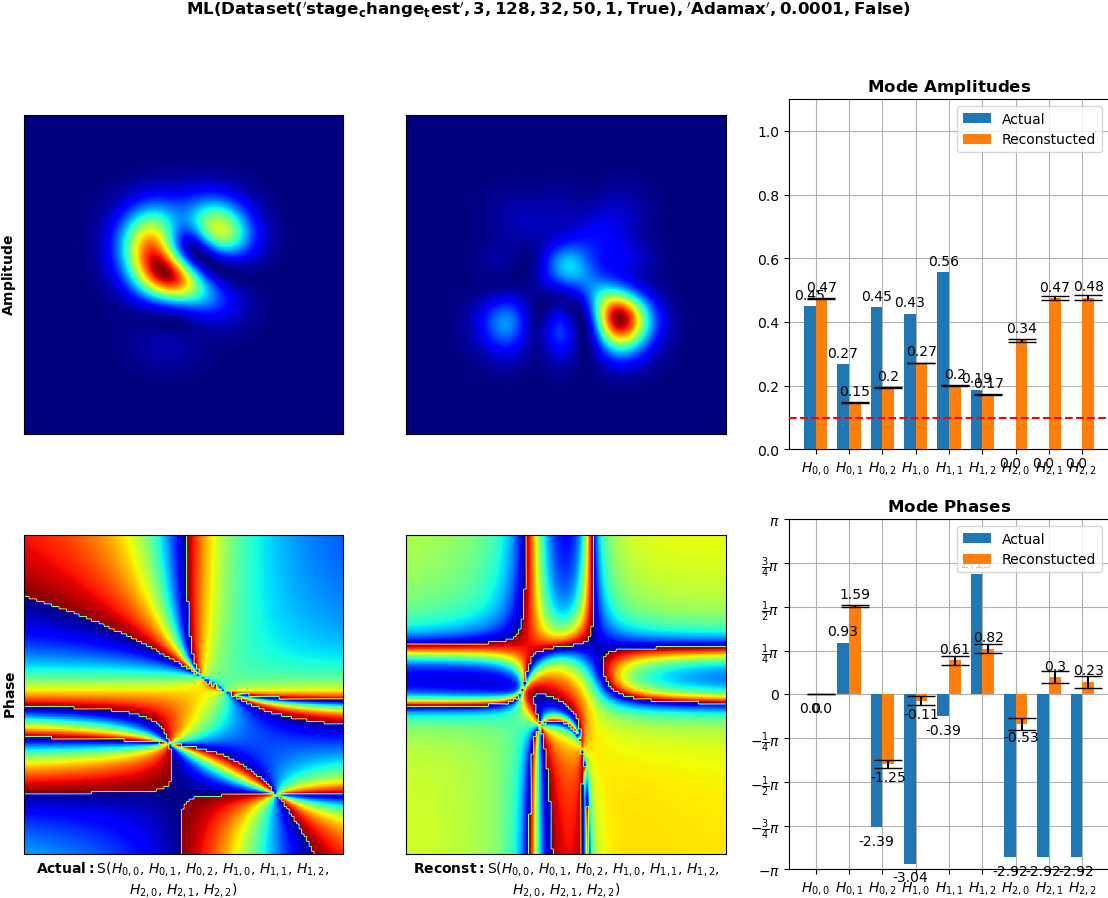 ML(Dataset('stage_change_test', 3, 128, 32, 50, 1, True), 'Adamax', 0.0001, False)
Amplitude
Mode Amplitudes
Actual
Reconstucted
1.0
0.8
0.6
0.4
0.2
0.0
0.45 0.47 0.27 0.15 0.45 0.2 0.43 0.27 0.56 0.2 0.19 0.17 0.0 0.34 0.0 0.47 0.0 0.48
H0,0 H0,1 H0,2 H1,0 H1,1 H1,2 H2,0 H2,1 H2,2
Phase
Mode Phases
Actual
Reconstucted
π
3/4π
1/2π
1/4π
0
−1/4π
−1/2π
−3/4π
−π
0.0 0.0 0.93 1.59 -2.39 -1.25 -3.04 -0.11 -0.39 0.61 0.82 -2.92 -0.53 -2.92 0.3 -2.92 0.23
H0,0 H0,1 H0,2 H1,0 H1,1 H1,2 H2,0 H2,1 H2,2
Actual: S(H0,0, H0,1, H0,2, H1,0, H1,1, H1,2,
H2,0, H2,1, H2,2)
Reconst: S(H0,0, H0,1, H0,2, H1,0, H1,1, H1,2,
H2,0, H2,1, H2,2)